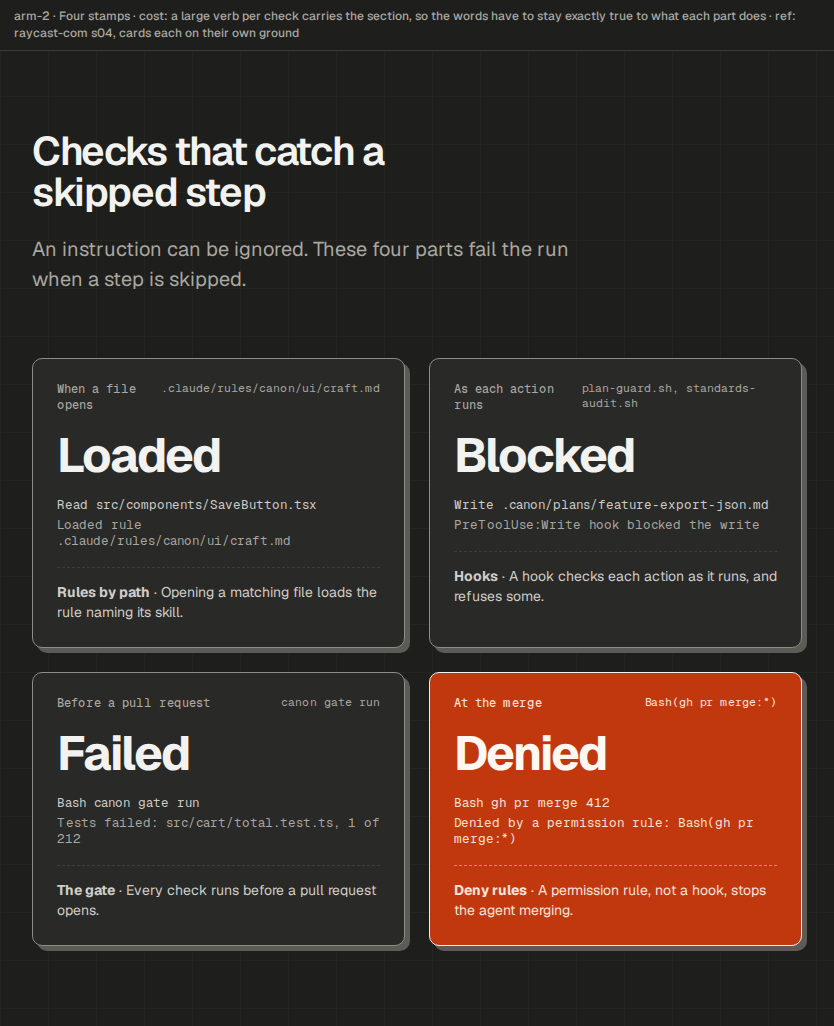 arm-2 · Four stamps · cost: a large verb per check carries the section, so the words have to stay exactly true to what each part does · ref:
raycast-com s04, cards each on their own ground
Checks that catch a
skipped step
An instruction can be ignored. These four parts fail the run
when a step is skipped.
When a file
opens
.claude/rules/canon/ui/craft.md
Loaded
Read src/components/SaveButton.tsx
Loaded rule
.claude/rules/canon/ui/craft.md
Rules by path · Opening a matching file loads the
rule naming its skill.
As each action
runs
plan-guard.sh, standards-
audit.sh
Blocked
Write .canon/plans/feature-export-json.md
PreToolUse:Write hook blocked the write
Hooks · A hook checks each action as it runs, and
refuses some.
Before a pull request
canon gate run
Failed
Bash canon gate run
Tests failed: src/cart/total.test.ts, 1 of
212
The gate · Every check runs before a pull request
opens.
At the merge
Bash(gh pr merge:*)
Denied
Bash gh pr merge 412
Denied by a permission rule: Bash(gh pr
merge:*)
Deny rules · A permission rule, not a hook, stops
the agent merging.